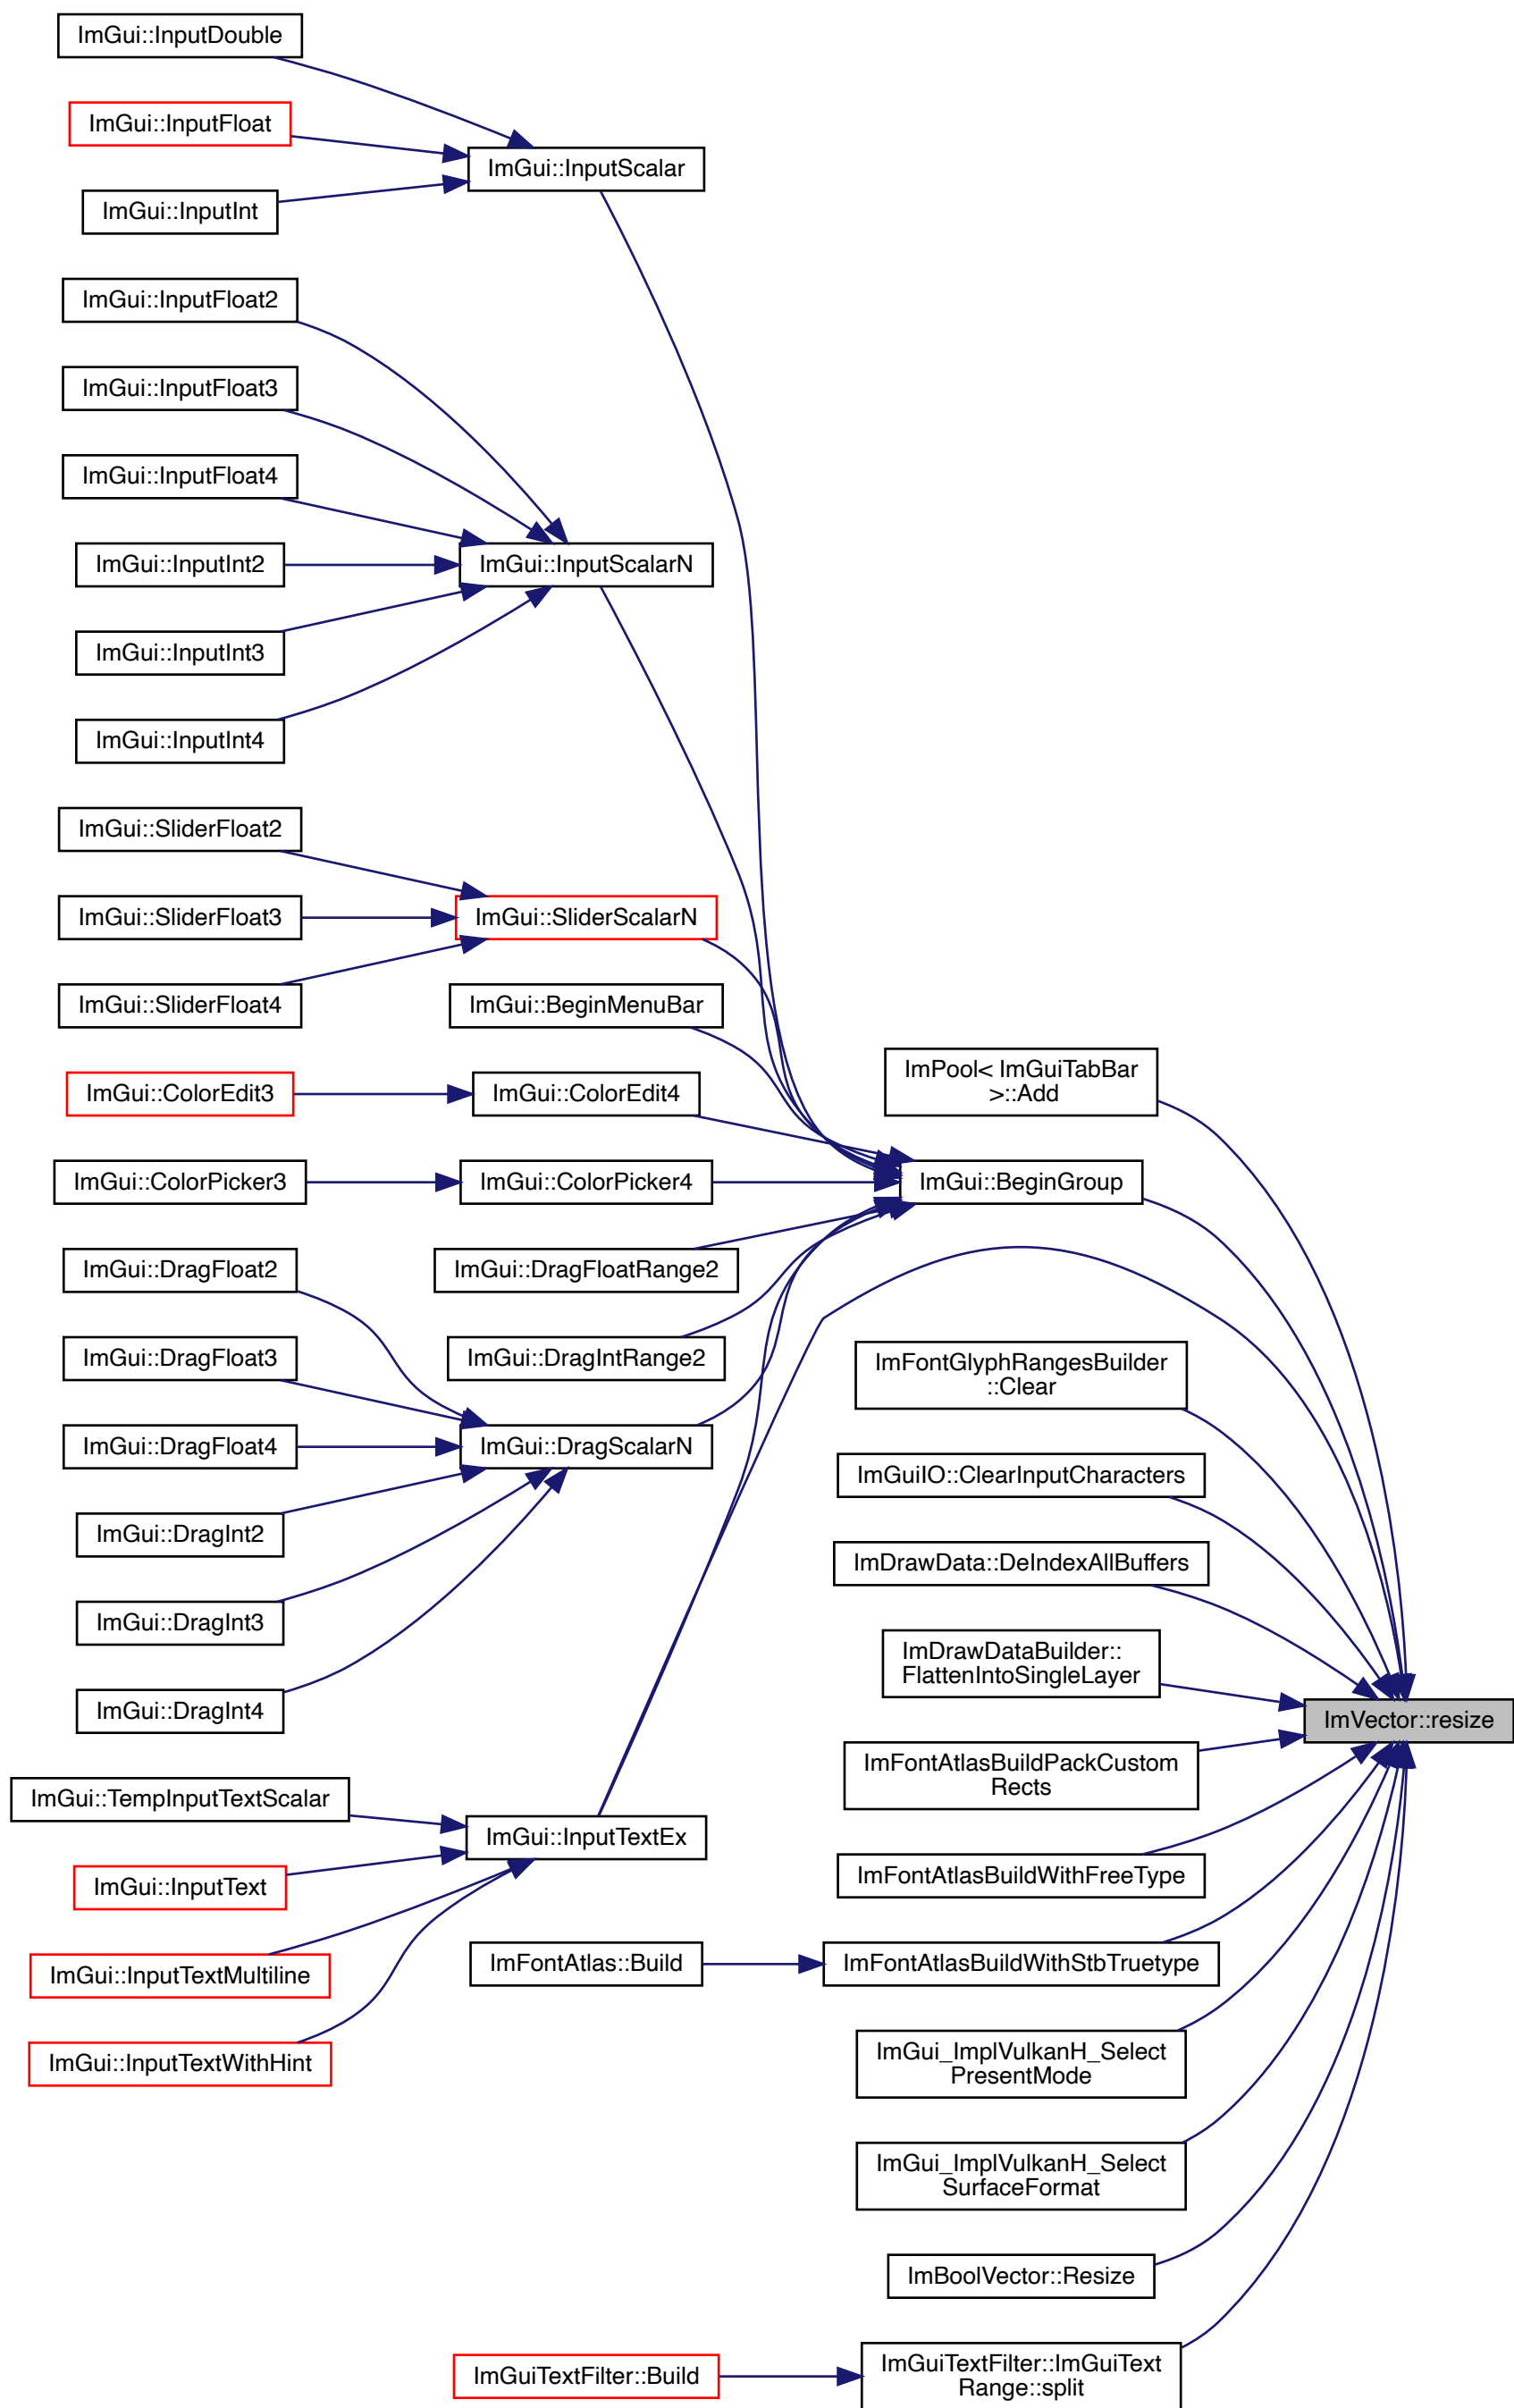 ImGui::InputDouble
ImGui::InputFloat
ImGui::InputScalar
ImGui::InputInt
ImGui::InputFloat2
ImGui::InputFloat3
ImGui::InputFloat4
ImGui::InputInt2
ImGui::InputScalarN
ImGui::InputInt3
ImGui::InputInt4
ImGui::SliderFloat2
ImGui::SliderFloat3
ImGui::SliderScalarN
ImGui::SliderFloat4
ImGui::BeginMenuBar
ImPool< ImGuiTabBar
>::Add
ImGui::ColorEdit3
ImGui::ColorEdit4
ImGui::ColorPicker3
ImGui::ColorPicker4
ImGui::BeginGroup
ImGui::DragFloat2
ImGui::DragFloatRange2
ImGui::DragFloat3
ImGui::DragIntRange2
ImFontGlyphRangesBuilder
::Clear
ImGui::DragFloat4
ImGui::DragScalarN
ImGuiIO::ClearInputCharacters
ImGui::DragInt2
ImDrawData::DeIndexAllBuffers
ImGui::DragInt3
ImDrawDataBuilder::
FlattenIntoSingleLayer
ImGui::DragInt4
ImVector::resize
ImFontAtlasBuildPackCustom
Rects
ImGui::TempInputTextScalar
ImGui::InputTextEx
ImGui::InputText
ImFontAtlasBuildWithFreeType
ImGui::InputTextMultiline
ImFontAtlas::Build
ImFontAtlasBuildWithStbTruetype
ImGui::InputTextWithHint
ImGui_ImplVulkanH_Select
PresentMode
ImGui_ImplVulkanH_Select
SurfaceFormat
ImBoolVector::Resize
ImGuiTextFilter::Build
ImGuiTextFilter::ImGuiText
Range::split